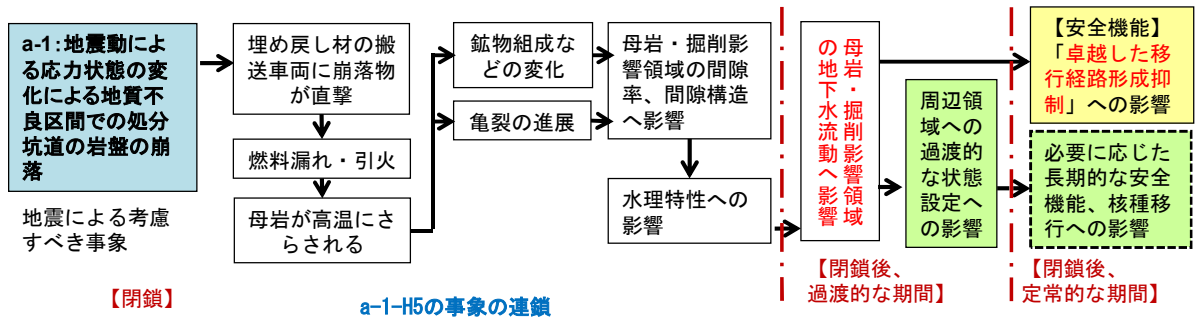 a-1:地震動によ
る応力状態の変
化による地質不
良区間での処分
坑道の岩盤の崩
落
地震による考慮
すべき事象
【閉鎖】
埋め戻し材の搬
送車両に崩落物
が直撃
燃料漏れ・引火
母岩が高温にさ
らされる
鉱物組成な
どの変化
亀裂の進展
母岩・掘削影
響領域の間隙
率、間隙構造
へ影響
水理特性への
影響
a-1-H5の事象の連鎖
母岩・掘削影響領域
の地下水流動へ影響
周辺領
域への
過渡的
な状態
設定へ
の影響
【閉鎖後、
過渡的な期間】
【安全機能】
「卓越した移
行経路形成抑
制」への影響
必要に応じた
長期的な安全
機能、核種移
行への影響
【閉鎖後、
定常的な期間】